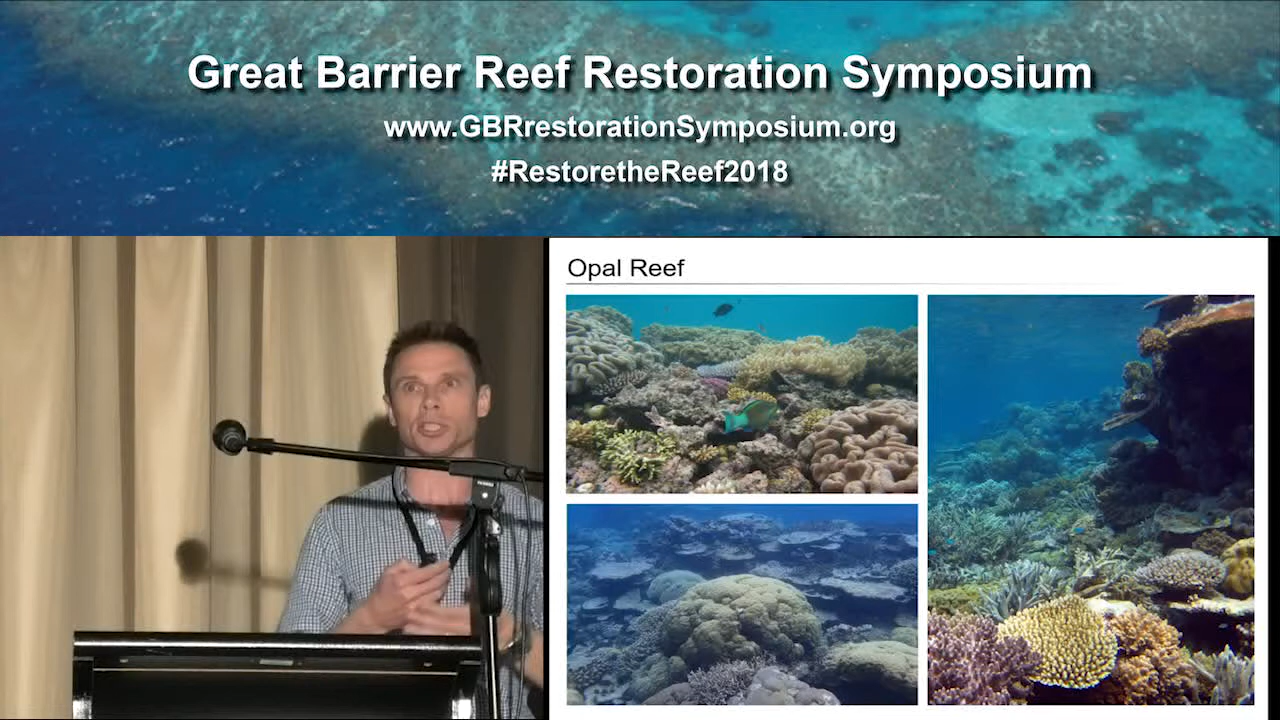 Great Barrier Reef Restoration Symposium
www.GBRrestorationSymposium.org
#RestoretheReef2018
Opal Reef